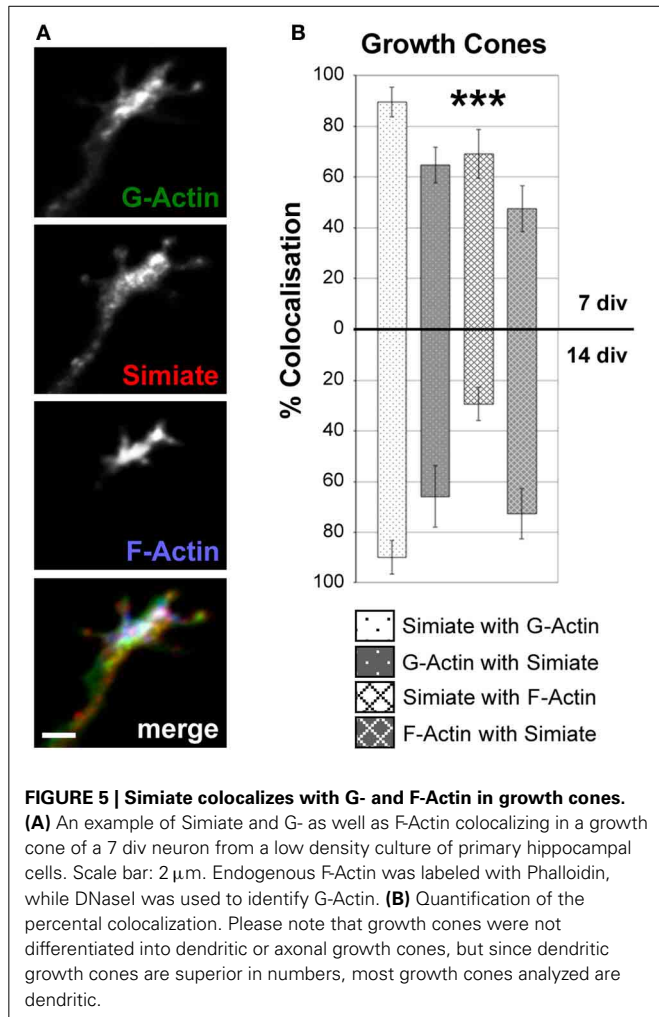 A
G-Actin
Simiate
F-Actin
merge
B
Growth Cones
% Colocalisation
100
80
60
40
20
0
20
40
60
80
100
***
7 div
14 div
Simiate with G-Actin
G-Actin with Simiate
Simiate with F-Actin
F-Actin with Simiate
FIGURE 5 | Simiate colocalizes with G- and F-Actin in growth cones.
(A) An example of Simiate and G- as well as F-Actin colocalizing in a growth
cone of a 7 div neuron from a low density culture of primary hippocampal
cells. Scale bar: 2 μm. Endogenous F-Actin was labeled with Phalloidin,
while DNaseI was used to identify G-Actin. (B) Quantification of the
percental colocalization. Please note that growth cones were not
differentiated into dendritic or axonal growth cones, but since dendritic
growth cones are superior in numbers, most growth cones analyzed are
dendritic.